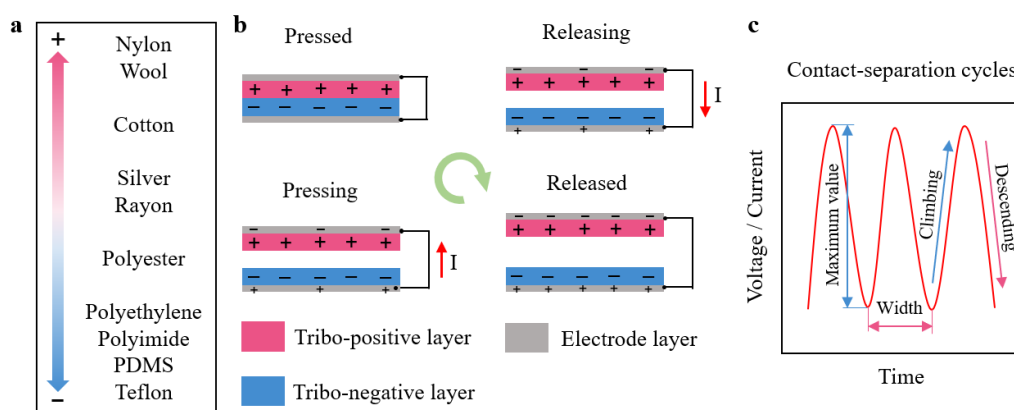 a
+
Nylon
Wool
Cotton
Silver
Rayon
Polyester
Polyethylene
Polyimide
PDMS
Teflon
−
b
Pressed
+ + + + +
− − − − −
Releasing
− − −
+ + + + +
− − − − −
+ + +
I
Pressing
− − −
+ + + + +
− − − − −
+ + +
I
Released
− − − − −
+ + + + +
− − − − −
+ + + + +
Tribo-positive layer
Electrode layer
Tribo-negative layer
c
Contact-separation cycles
Voltage / Current
Maximum value
Climbing
Descending
Width
Time